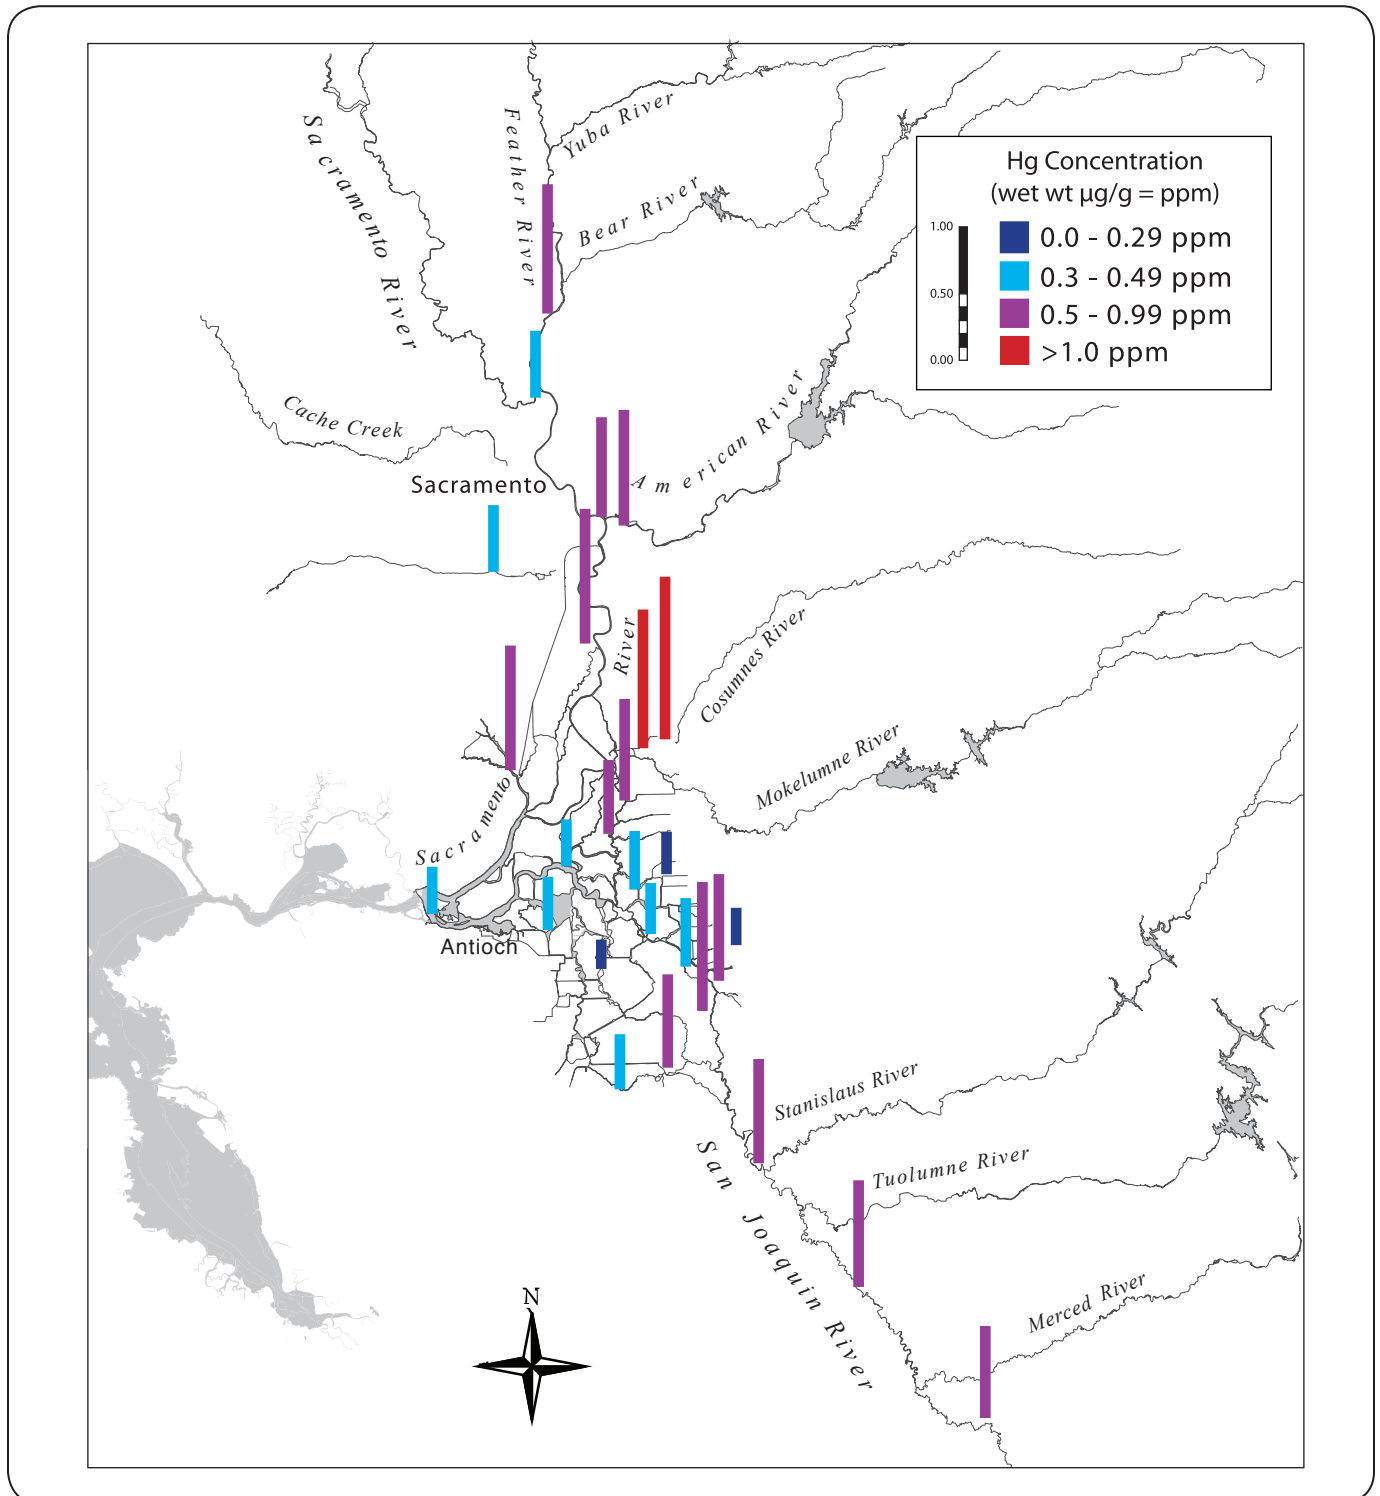 Sacramento River
Feather River
Yuba River
Bear River
Hg Concentration
(wet wt µg/g = ppm)
1.00
0.50
0.00
0.0 - 0.29 ppm
0.3 - 0.49 ppm
0.5 - 0.99 ppm
>1.0 ppm
Cache Creek
American River
Sacramento
Cosumnes River
Mokelumne River
Sacramento River
Antioch
Stanislaus River
Tuolumne River
San Joaquin River
Merced River
N